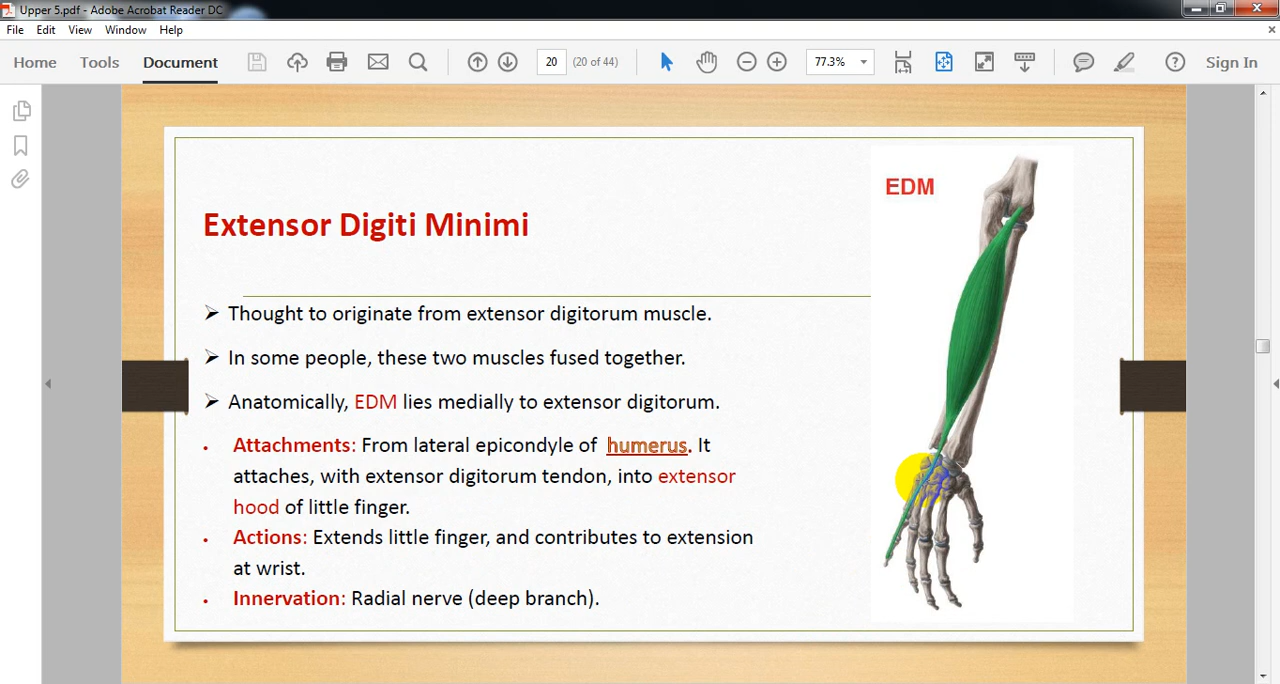 Upper 5.pdf - Adobe Acrobat Reader DC
File Edit View Window Help
Home Tools Document 20 (20 of 44) 77.3% Sign In
EDM
Extensor Digiti Minimi
➢ Thought to originate from extensor digitorum muscle.
➢ In some people, these two muscles fused together.
➢ Anatomically, EDM lies medially to extensor digitorum.
• Attachments: From lateral epicondyle of humerus. It
attaches, with extensor digitorum tendon, into extensor
hood of little finger.
• Actions: Extends little finger, and contributes to extension
at wrist.
• Innervation: Radial nerve (deep branch).